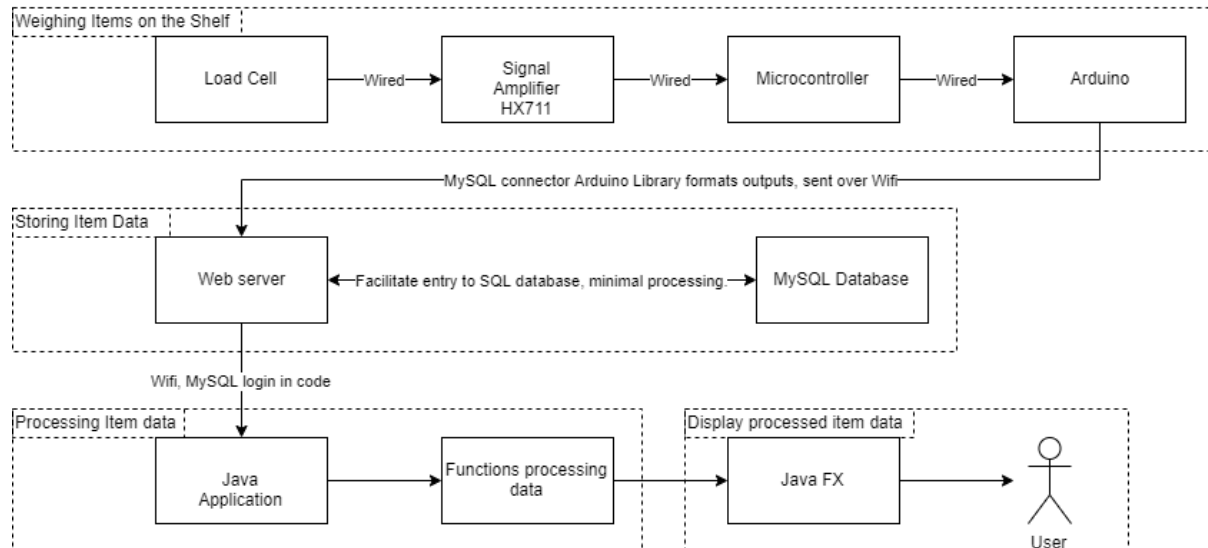 Weighing Items on the Shelf
Load Cell
Wired
Signal
Amplifier
HX711
Wired
Microcontroller
Wired
Arduino
MySQL connector Arduino Library formats outputs, sent over Wifi
Storing Item Data
Web server
Facilitate entry to SQL database, minimal processing.
MySQL Database
Wifi, MySQL login in code
Processing Item data
Java
Application
Functions processing
data
Display processed item data
Java FX
User